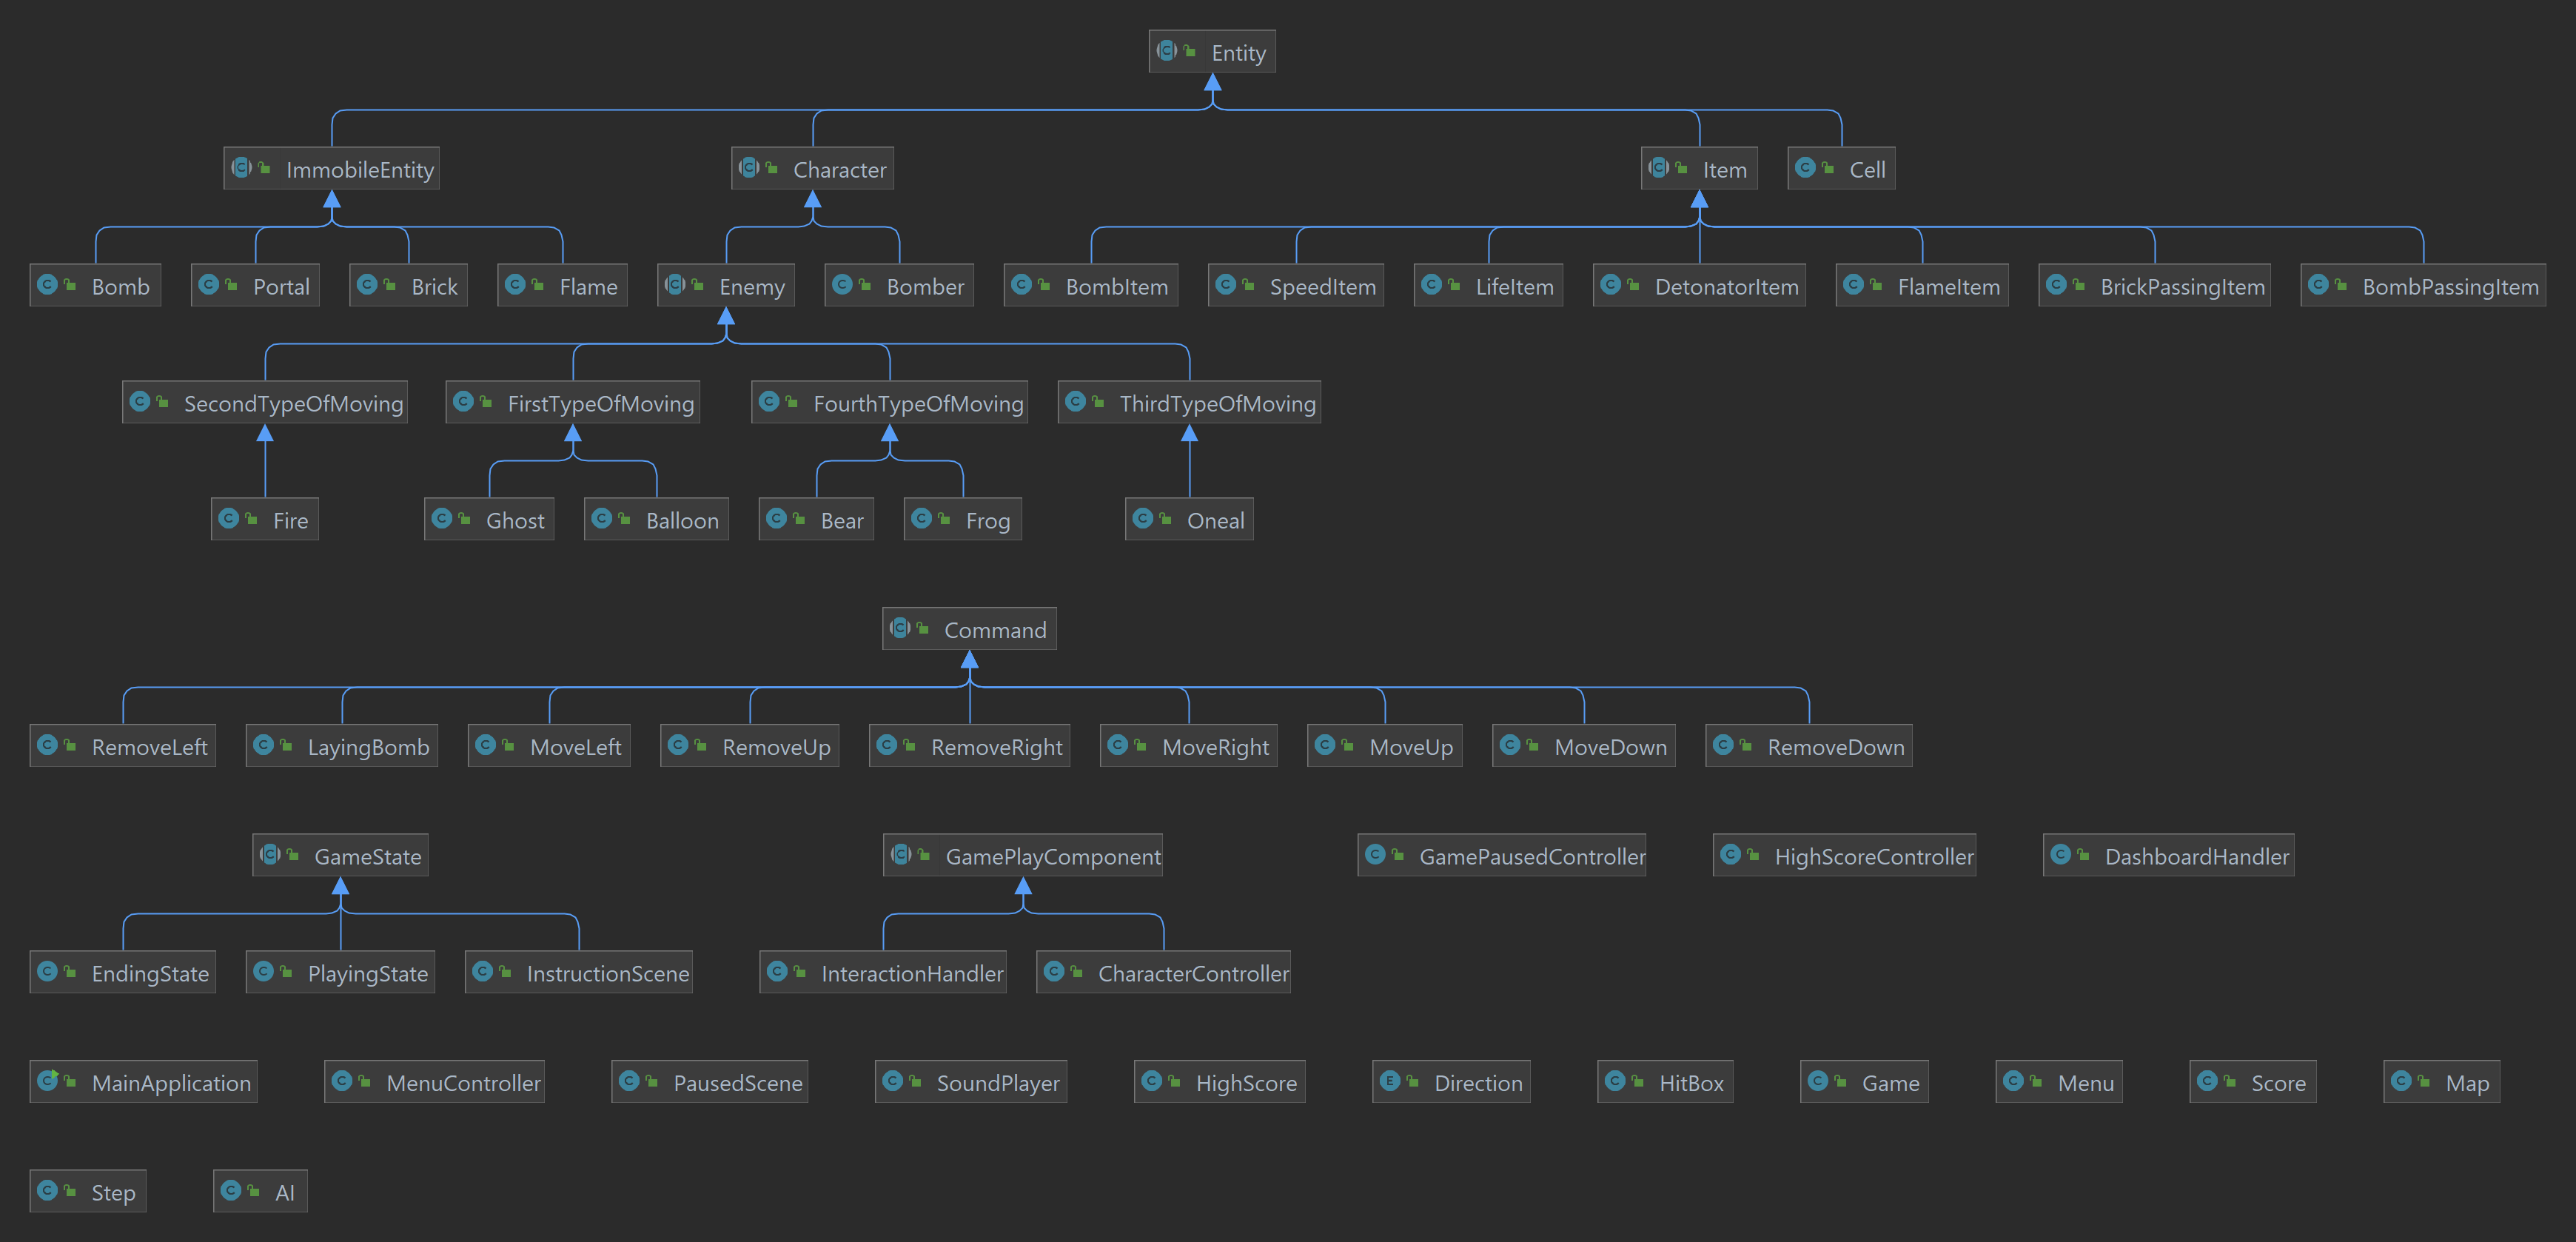 Entity
ImmobileEntity Character Item Cell
Bomb Portal Brick Flame Enemy Bomber BombItem SpeedItem LifeItem DetonatorItem FlameItem BrickPassingItem BombPassingItem
SecondTypeOfMoving FirstTypeOfMoving FourthTypeOfMoving ThirdTypeOfMoving
Fire Ghost Balloon Bear Frog Oneal
Command
RemoveLeft LayingBomb MoveLeft RemoveUp RemoveRight MoveRight MoveUp MoveDown RemoveDown
GameState GamePlayComponent GamePausedController HighScoreController DashboardHandler
EndingState PlayingState InstructionScene InteractionHandler CharacterController
MainApplication MenuController PausedScene SoundPlayer HighScore Direction HitBox Game Menu Score Map
Step AI